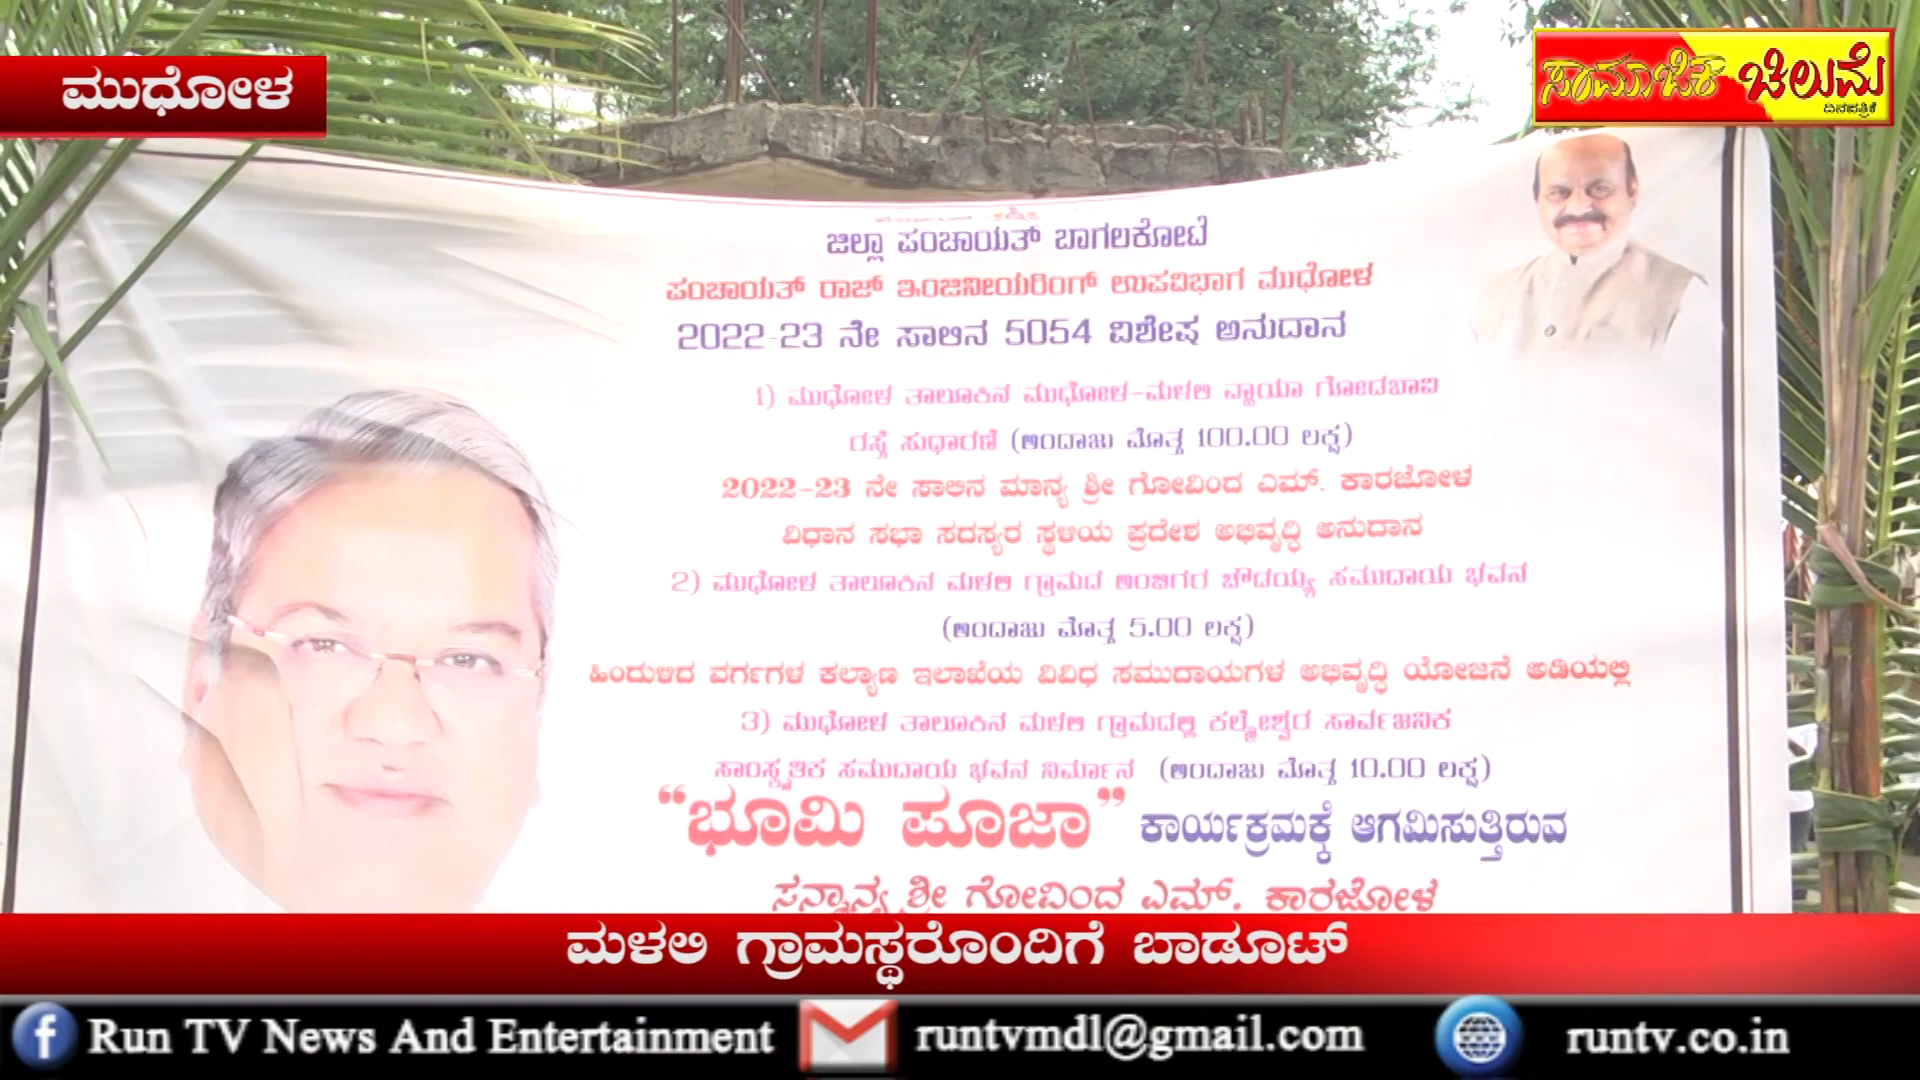 ಮುಧೋಳ
ಸಾಮಾಜಿಕ ಚಿಲುಮೆ
ದಿನಪತ್ರಿಕೆ
ಜಿಲ್ಲಾ ಪಂಚಾಯತ್ ಬಾಗಲಕೋಟೆ
ಪಂಚಾಯತ್ ರಾಜ್ ಇಂಜಿನೀಯರಿಂಗ್ ಉಪವಿಭಾಗ ಮುಧೋಳ
2022-23 ನೇ ಸಾಲಿನ 5054 ವಿಶೇಷ ಅನುದಾನ
1) ಮುಧೋಳ ತಾಲೂಕಿನ ಮುಧೋಳ-ಮಳಲಿ ವ್ಹಾಯಾ ಗೋದಬಾವಿ
ರಸ್ತೆ ಸುಧಾರಣೆ (ಅಂದಾಜು ಮೊತ್ತ 100.00 ಲಕ್ಷ)
2022-23 ನೇ ಸಾಲಿನ ಮಾನ್ಯ ಶ್ರೀ ಗೋವಿಂದ ಎಮ್. ಕಾರಜೋಳ
ವಿಧಾನ ಸಭಾ ಸದಸ್ಯರ ಸ್ಥಳಿಯ ಪ್ರದೇಶ ಅಭಿವೃದ್ಧಿ ಅನುದಾನ
2) ಮುಧೋಳ ತಾಲೂಕಿನ ಮಳಲಿ ಗ್ರಾಮದ ಅಂಬಿಗರ ಚೌಡಯ್ಯ ಸಮುದಾಯ ಭವನ
(ಅಂದಾಜು ಮೊತ್ತ 5.00 ಲಕ್ಷ)
ಹಿಂದುಳಿದ ವರ್ಗಗಳ ಕಲ್ಯಾಣ ಇಲಾಖೆಯ ವಿವಿಧ ಸಮುದಾಯಗಳ ಅಭಿವೃದ್ಧಿ ಯೋಜನೆ ಅಡಿಯಲ್ಲಿ
3) ಮುಧೋಳ ತಾಲೂಕಿನ ಮಳಲಿ ಗ್ರಾಮದಲ್ಲಿ ಕಲ್ಮೇಶ್ವರ ಸಾರ್ವಜನಿಕ
ಸಾಂಸ್ಕೃತಿಕ ಸಮುದಾಯ ಭವನ ನಿರ್ಮಾನ (ಅಂದಾಜು ಮೊತ್ತ 10.00 ಲಕ್ಷ)
"ಭೂಮಿ ಪೂಜಾ" ಕಾರ್ಯಕ್ರಮಕ್ಕೆ ಆಗಮಿಸುತ್ತಿರುವ
ಸನ್ಮಾನ್ಯ ಶ್ರೀ ಗೋವಿಂದ ಎಮ್. ಕಾರಜೋಳ
ಮಳಲಿ ಗ್ರಾಮಸ್ಥರೊಂದಿಗೆ ಬಾಡೂಟ್
Run TV News And Entertainment runtvmdl@gmail.com runtv.co.in